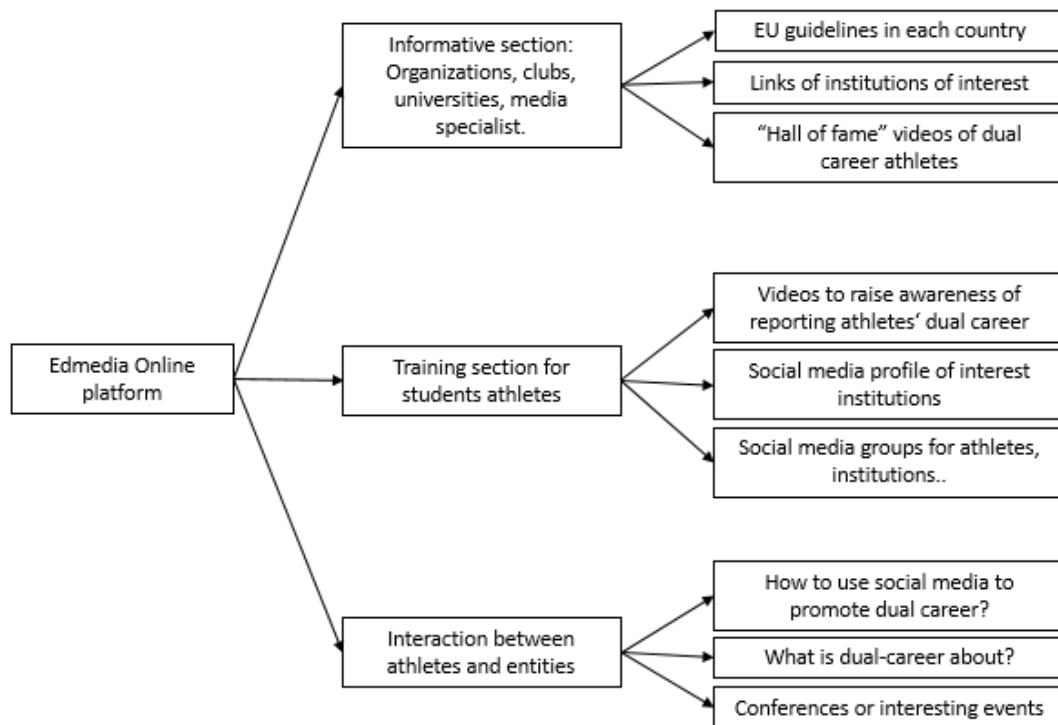 Informative section:
Organizations, clubs,
universities, media
specialist.
EU guidelines in each country
Links of institutions of interest
“Hall of fame” videos of dual
career athletes
Edmedia Online
platform
Training section for
students athletes
Videos to raise awareness of
reporting athletes‘ dual career
Social media profile of interest
institutions
Social media groups for athletes,
institutions..
Interaction between
athletes and entities
How to use social media to
promote dual career?
What is dual-career about?
Conferences or interesting events